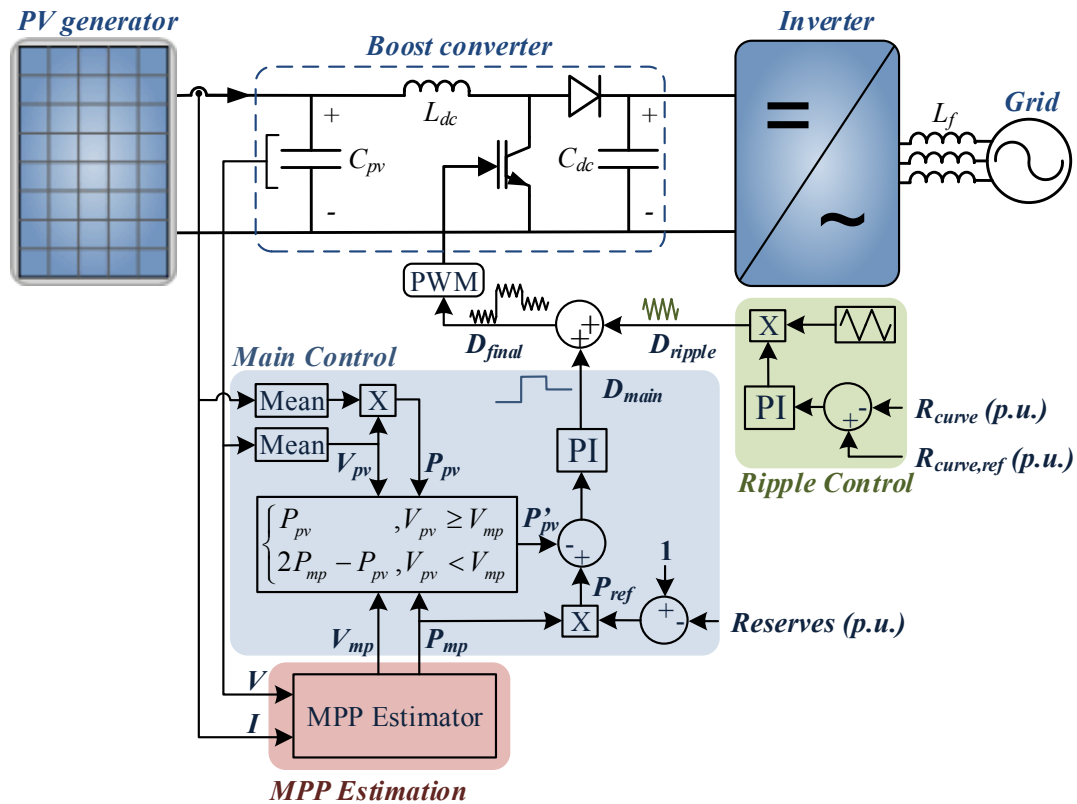 PV generator
Boost converter
Inverter
Grid
L_dc
L_f
+
+
C_pv
C_dc
-
-
=
~
PWM
D_final
+
+
D_ripple
X
Main Control
D_main
PI
+
-
R_curve (p.u.)
R_curve,ref (p.u.)
Ripple Control
Mean
X
Mean
V_pv
P_pv
PI
{ P_pv , V_pv ≥ V_mp
2P_mp − P_pv , V_pv < V_mp
P'_pv
-
+
1
P_ref
X
+
-
Reserves (p.u.)
V_mp
P_mp
V
I
MPP Estimator
MPP Estimation